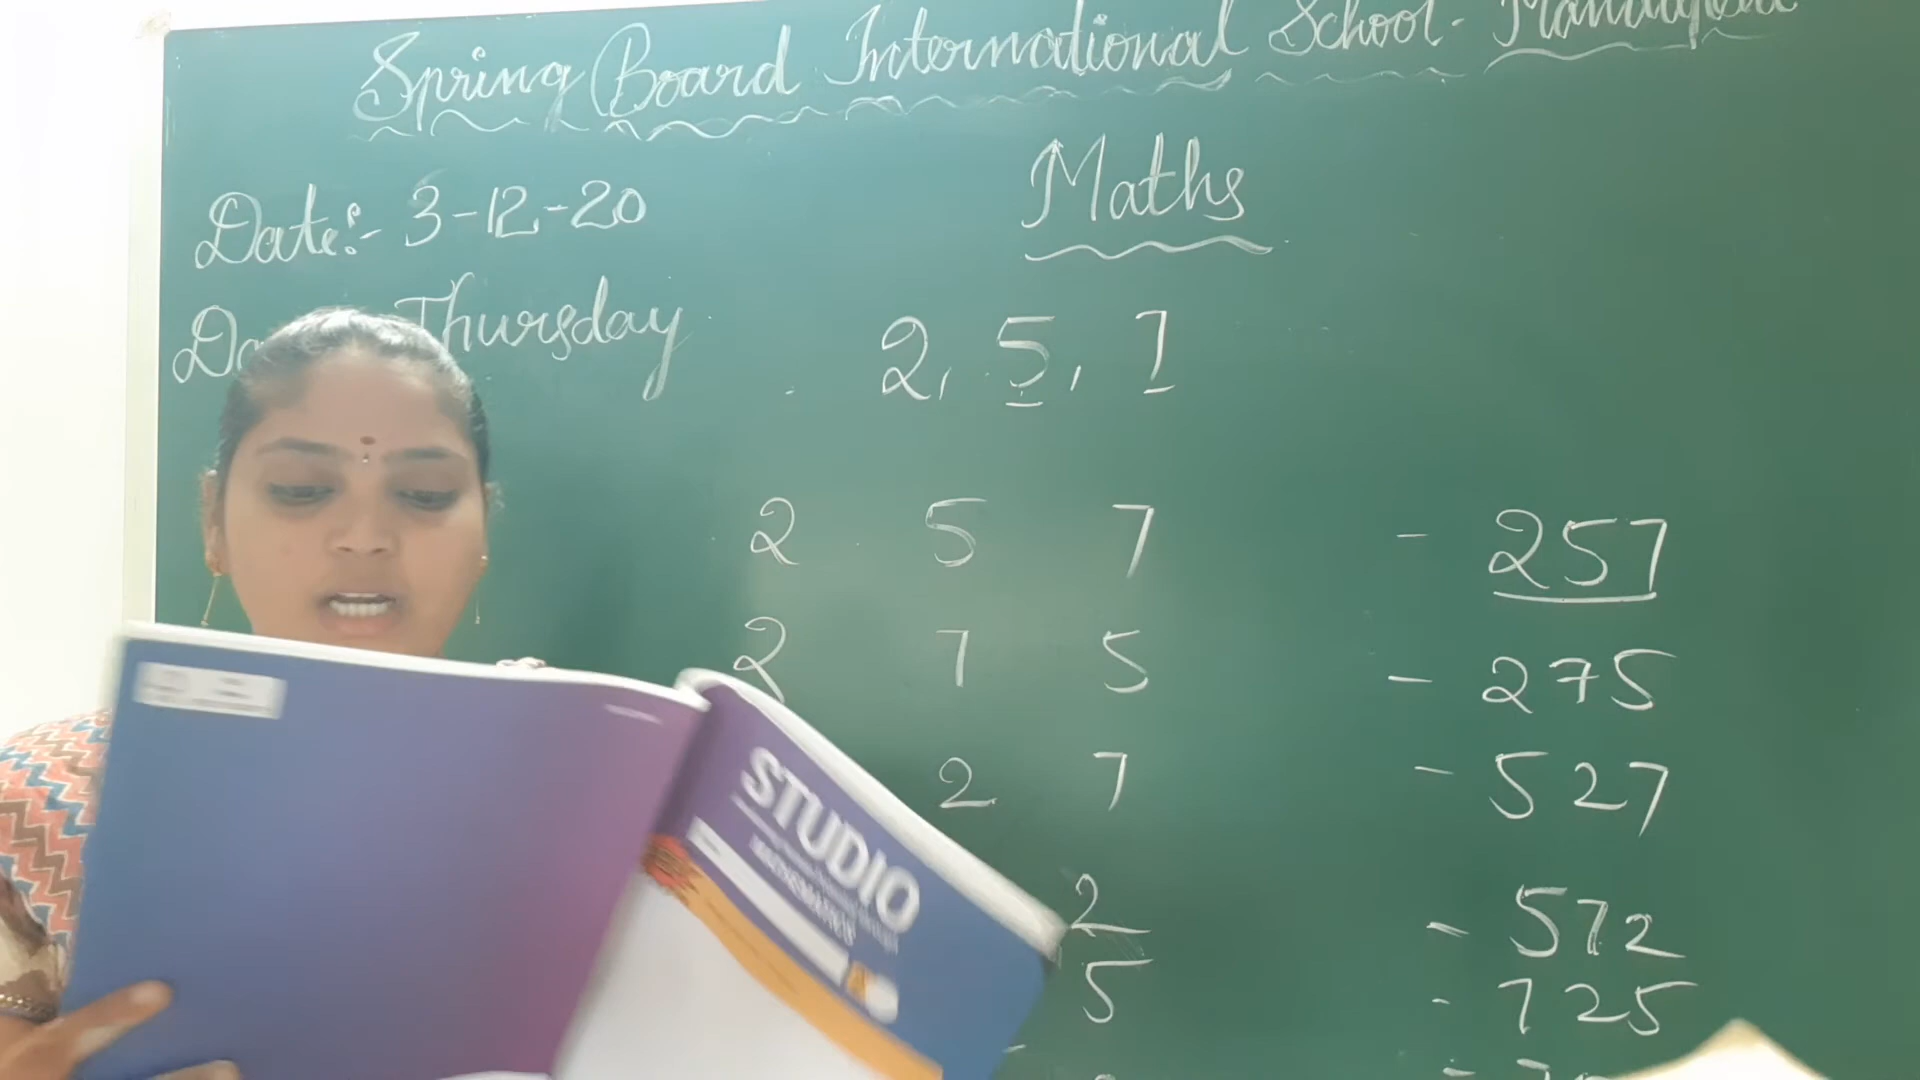 Spring Board International School -
Maths
Date:- 3-12-20
Thursday
2, 5, 7
2 5 7 - 257
2 7 5 - 275
2 7 - 527
2 - 572
5 - 725
STUDIO
MATHEMATICS